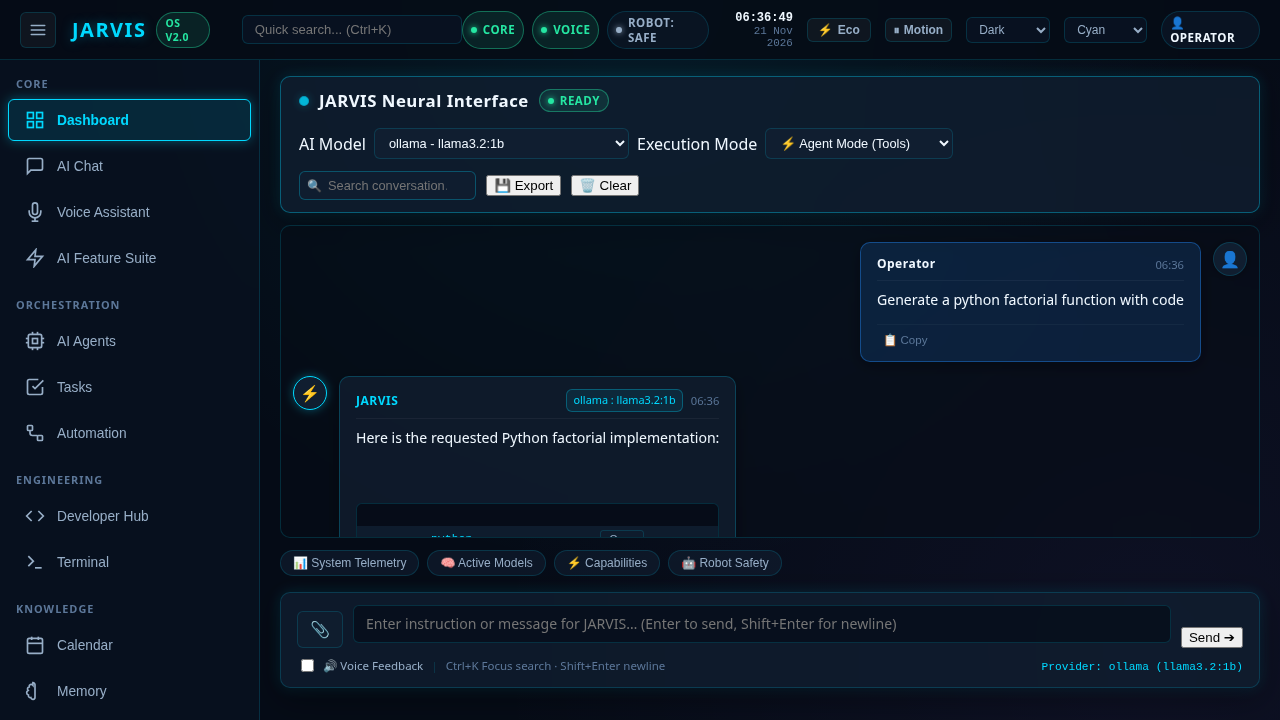 JARVIS
OS V2.0
Quick search... (Ctrl+K)
CORE
VOICE
ROBOT: SAFE
06:36:49
21 Nov 2026
⚡ Eco
Motion
Dark
Cyan
👤 OPERATOR
CORE
Dashboard
AI Chat
Voice Assistant
AI Feature Suite
ORCHESTRATION
AI Agents
Tasks
Automation
ENGINEERING
Developer Hub
Terminal
KNOWLEDGE
Calendar
Memory
JARVIS Neural Interface
READY
AI Model
ollama - llama3.2:1b
Execution Mode
⚡ Agent Mode (Tools)
🔍 Search conversation.
💾 Export
🗑️ Clear
Operator
06:36
Generate a python factorial function with code
📋 Copy
JARVIS
ollama : llama3.2:1b
06:36
Here is the requested Python factorial implementation:
python
📊 System Telemetry
🧠 Active Models
⚡ Capabilities
🤖 Robot Safety
Enter instruction or message for JARVIS... (Enter to send, Shift+Enter for newline)
Send ➔
🔊 Voice Feedback
Ctrl+K Focus search · Shift+Enter newline
Provider: ollama (llama3.2:1b)